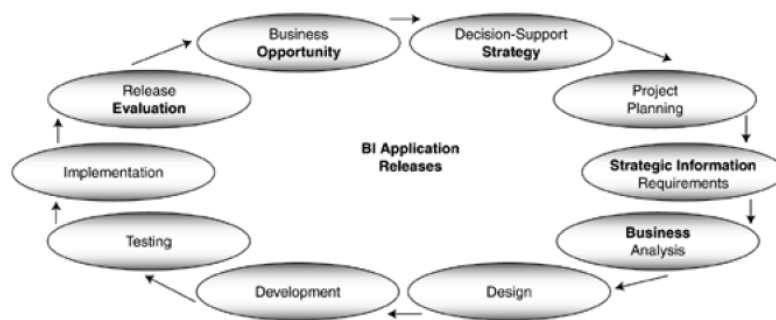 Business
Opportunity
Decision-Support
Strategy
Project
Planning
Strategic Information
Requirements
Business
Analysis
Design
Development
Testing
Implementation
Release
Evaluation
BI Application
Releases